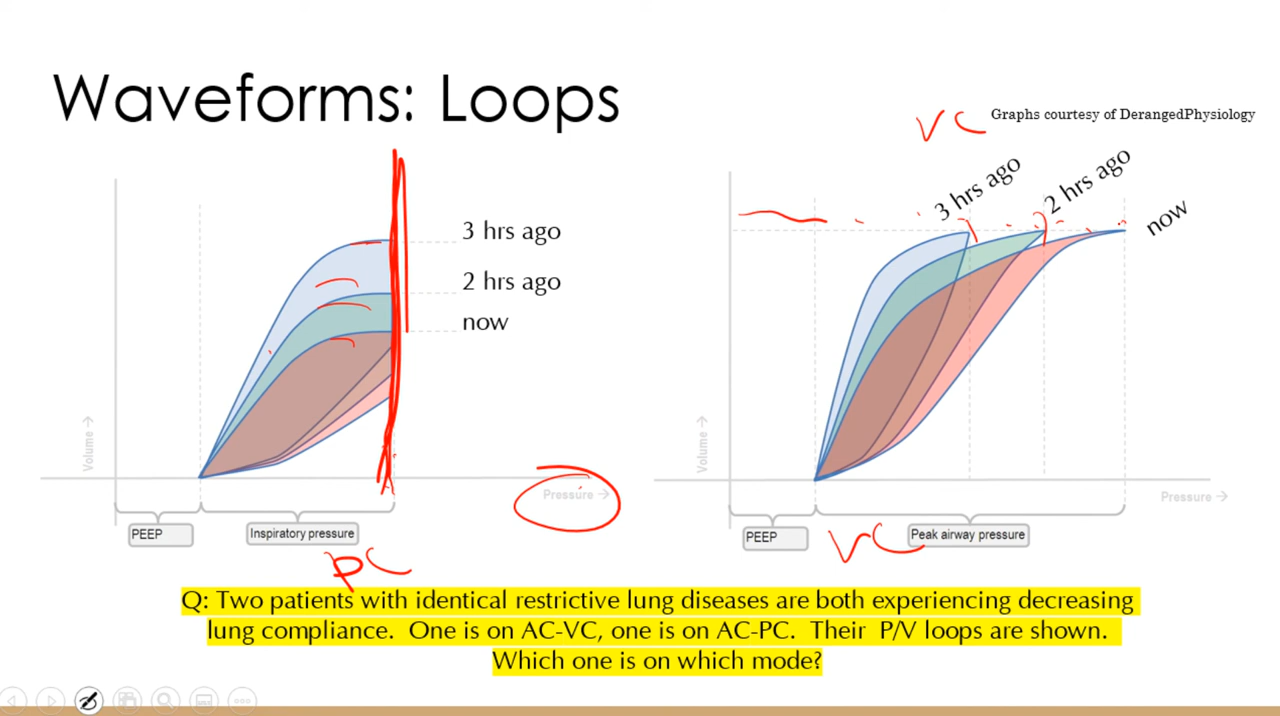 Waveforms: Loops
VC
Graphs courtesy of DerangedPhysiology
3 hrs ago
2 hrs ago
now
Volume →
Pressure →
PEEP
Inspiratory pressure
PC
3 hrs ago
2 hrs ago
now
Volume →
Pressure →
PEEP
VC
Peak airway pressure
Q: Two patients with identical restrictive lung diseases are both experiencing decreasing
lung compliance. One is on AC-VC, one is on AC-PC. Their P/V loops are shown.
Which one is on which mode?